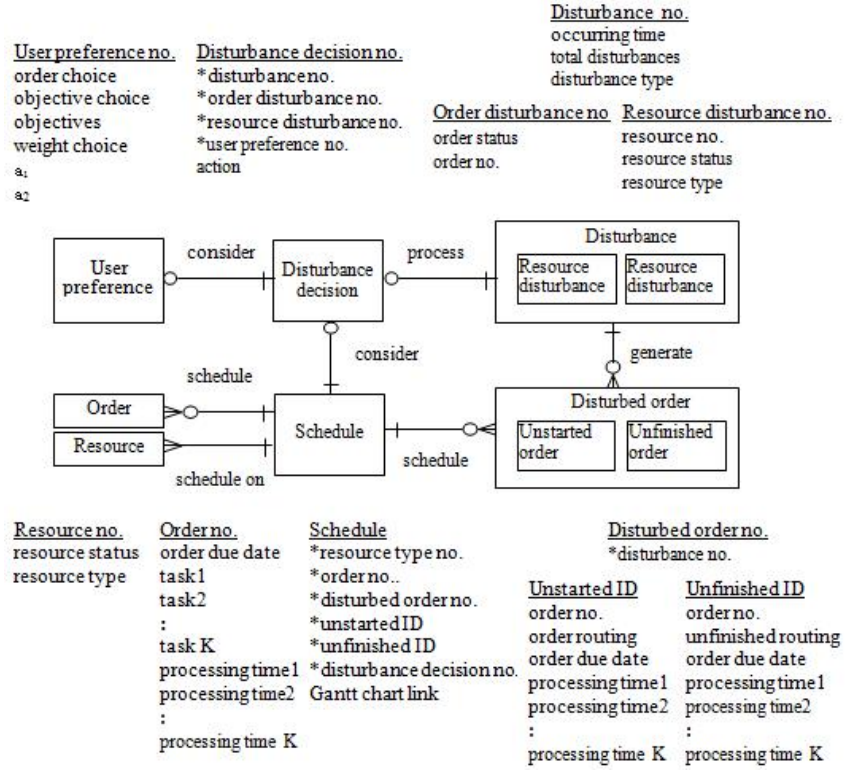 Disturbance no.
occurring time
total disturbances
disturbance type
User preference no.
order choice
objective choice
objectives
weight choice
a₁
a₂
Disturbance decision no.
*disturbance no.
*order disturbance no.
*resource disturbance no.
*user preference no.
action
Order disturbance no
order status
order no.
Resource disturbance no.
resource no.
resource status
resource type
User
preference
consider
Disturbance
decision
process
Disturbance
Resource
disturbance
Resource
disturbance
consider
generate
schedule
Order
Resource
schedule on
Schedule
schedule
Disturbed order
Unstarted
order
Unfinished
order
Resource no.
resource status
resource type
Order no.
order due date
task1
task2
:
task K
processing time1
processing time2
:
processing time K
Schedule
*resource type no.
*order no..
*disturbed order no.
*unstarted ID
*unfinished ID
*disturbance decision no.
Gantt chart link
Disturbed order no.
*disturbance no.
Unstarted ID
order no.
order routing
order due date
processing time1
processing time2
:
processing time K
Unfinished ID
order no.
unfinished routing
order due date
processing time1
processing time2
:
processing time K